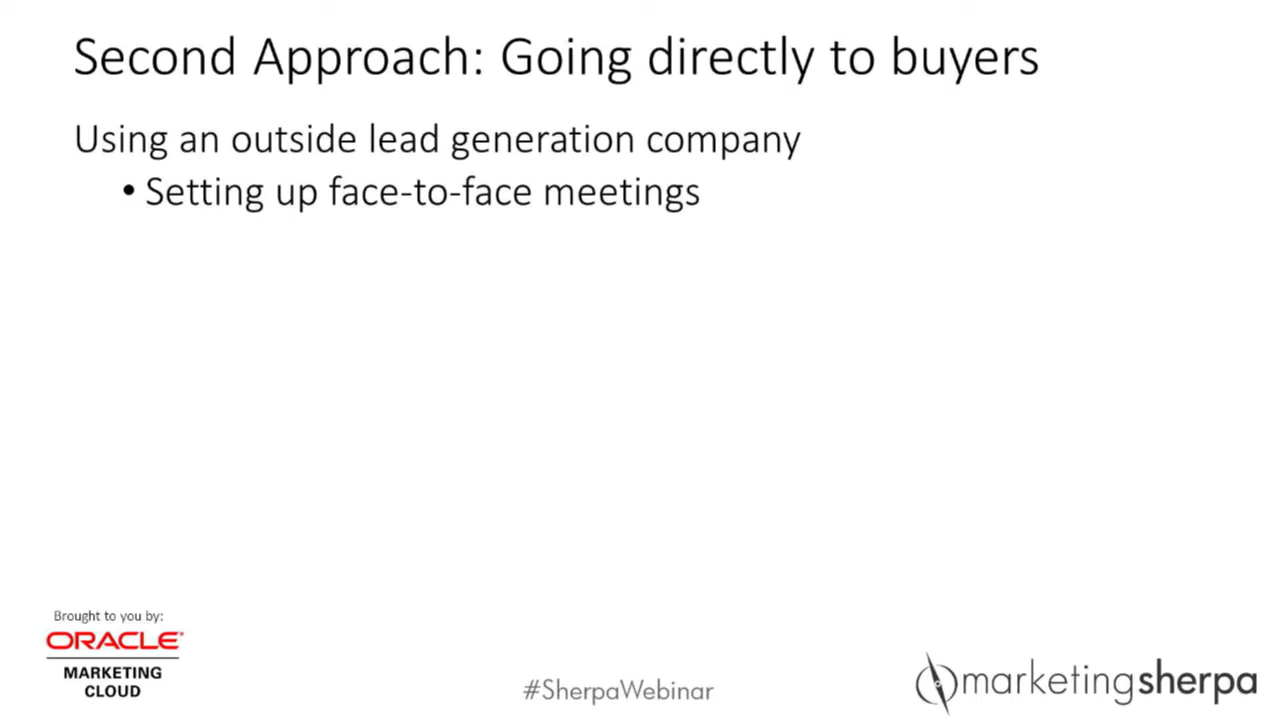 Second Approach: Going directly to buyers
Using an outside lead generation company
• Setting up face-to-face meetings
Brought to you by:
ORACLE
MARKETING
CLOUD
#SherpaWebinar
marketingsherpa